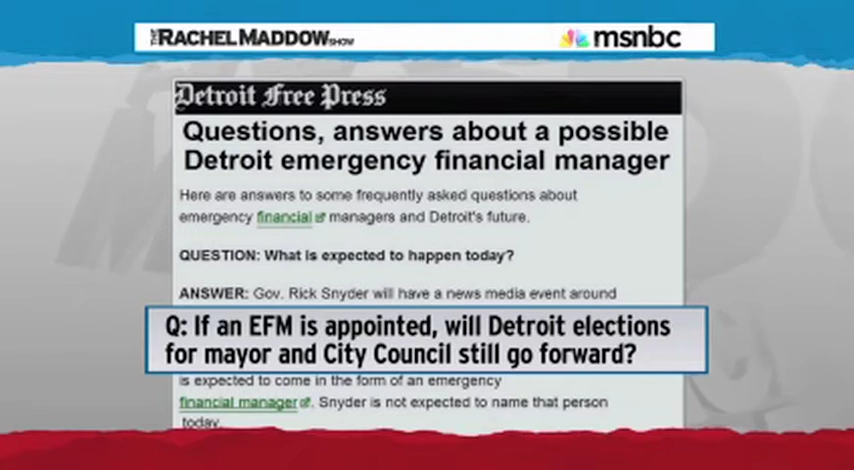 THE RACHEL MADDOW SHOW
msnbc
Detroit Free Press
Questions, answers about a possible
Detroit emergency financial manager
Here are answers to some frequently asked questions about
emergency financial managers and Detroit's future.
QUESTION: What is expected to happen today?
ANSWER: Gov. Rick Snyder will have a news media event around
Q: If an EFM is appointed, will Detroit elections
for mayor and City Council still go forward?
is expected to come in the form of an emergency
financial manager. Snyder is not expected to name that person
today.